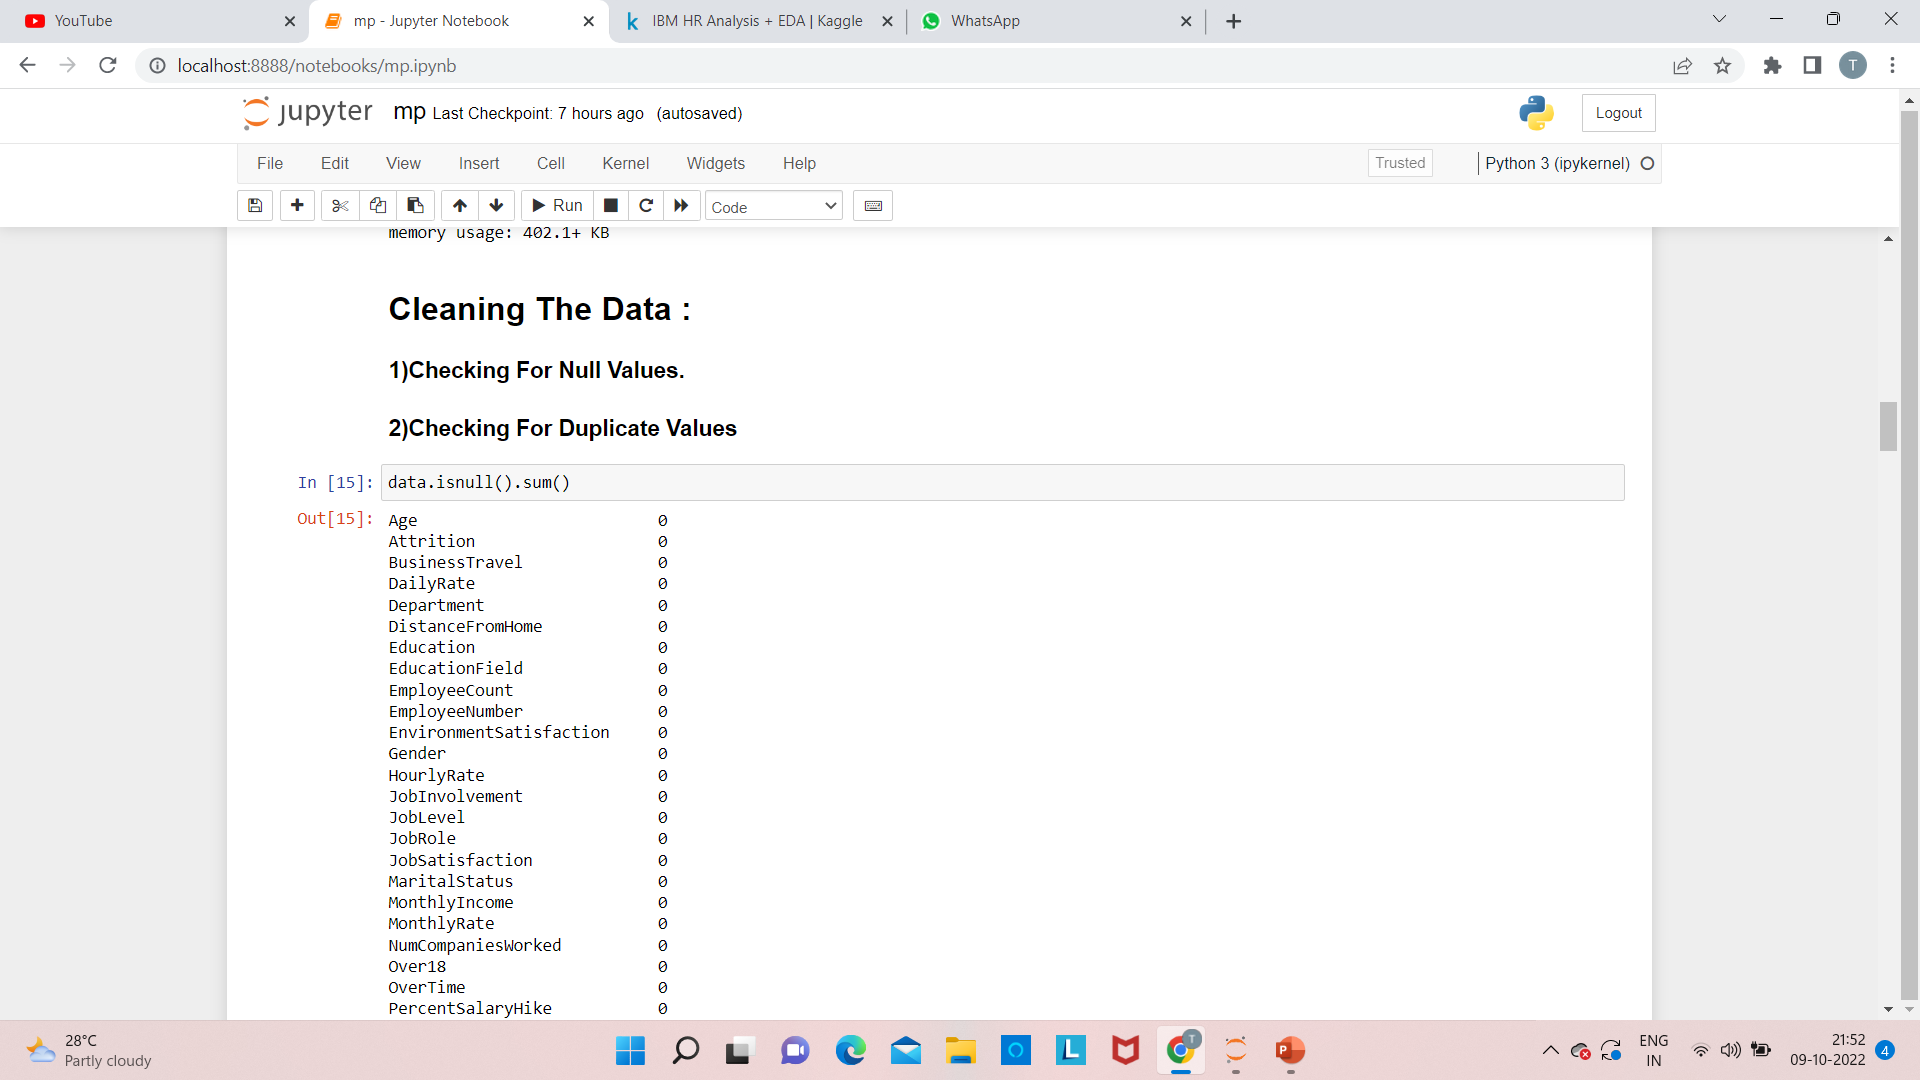 YouTube
mp - Jupyter Notebook
IBM HR Analysis + EDA | Kaggle
WhatsApp
localhost:8888/notebooks/mp.ipynb
T
jupyter mp Last Checkpoint: 7 hours ago (autosaved)
Logout
File Edit View Insert Cell Kernel Widgets Help
Trusted
Python 3 (ipykernel)
Run
Code
memory usage: 402.1+ KB
Cleaning The Data :
1)Checking For Null Values.
2)Checking For Duplicate Values
In [15]: data.isnull().sum()
Out[15]: Age 0
Attrition 0
BusinessTravel 0
DailyRate 0
Department 0
DistanceFromHome 0
Education 0
EducationField 0
EmployeeCount 0
EmployeeNumber 0
EnvironmentSatisfaction 0
Gender 0
HourlyRate 0
JobInvolvement 0
JobLevel 0
JobRole 0
JobSatisfaction 0
MaritalStatus 0
MonthlyIncome 0
MonthlyRate 0
NumCompaniesWorked 0
Over18 0
OverTime 0
PercentSalaryHike 0
28°C
Partly cloudy
L
T
P
ENG
IN
21:52
09-10-2022
4